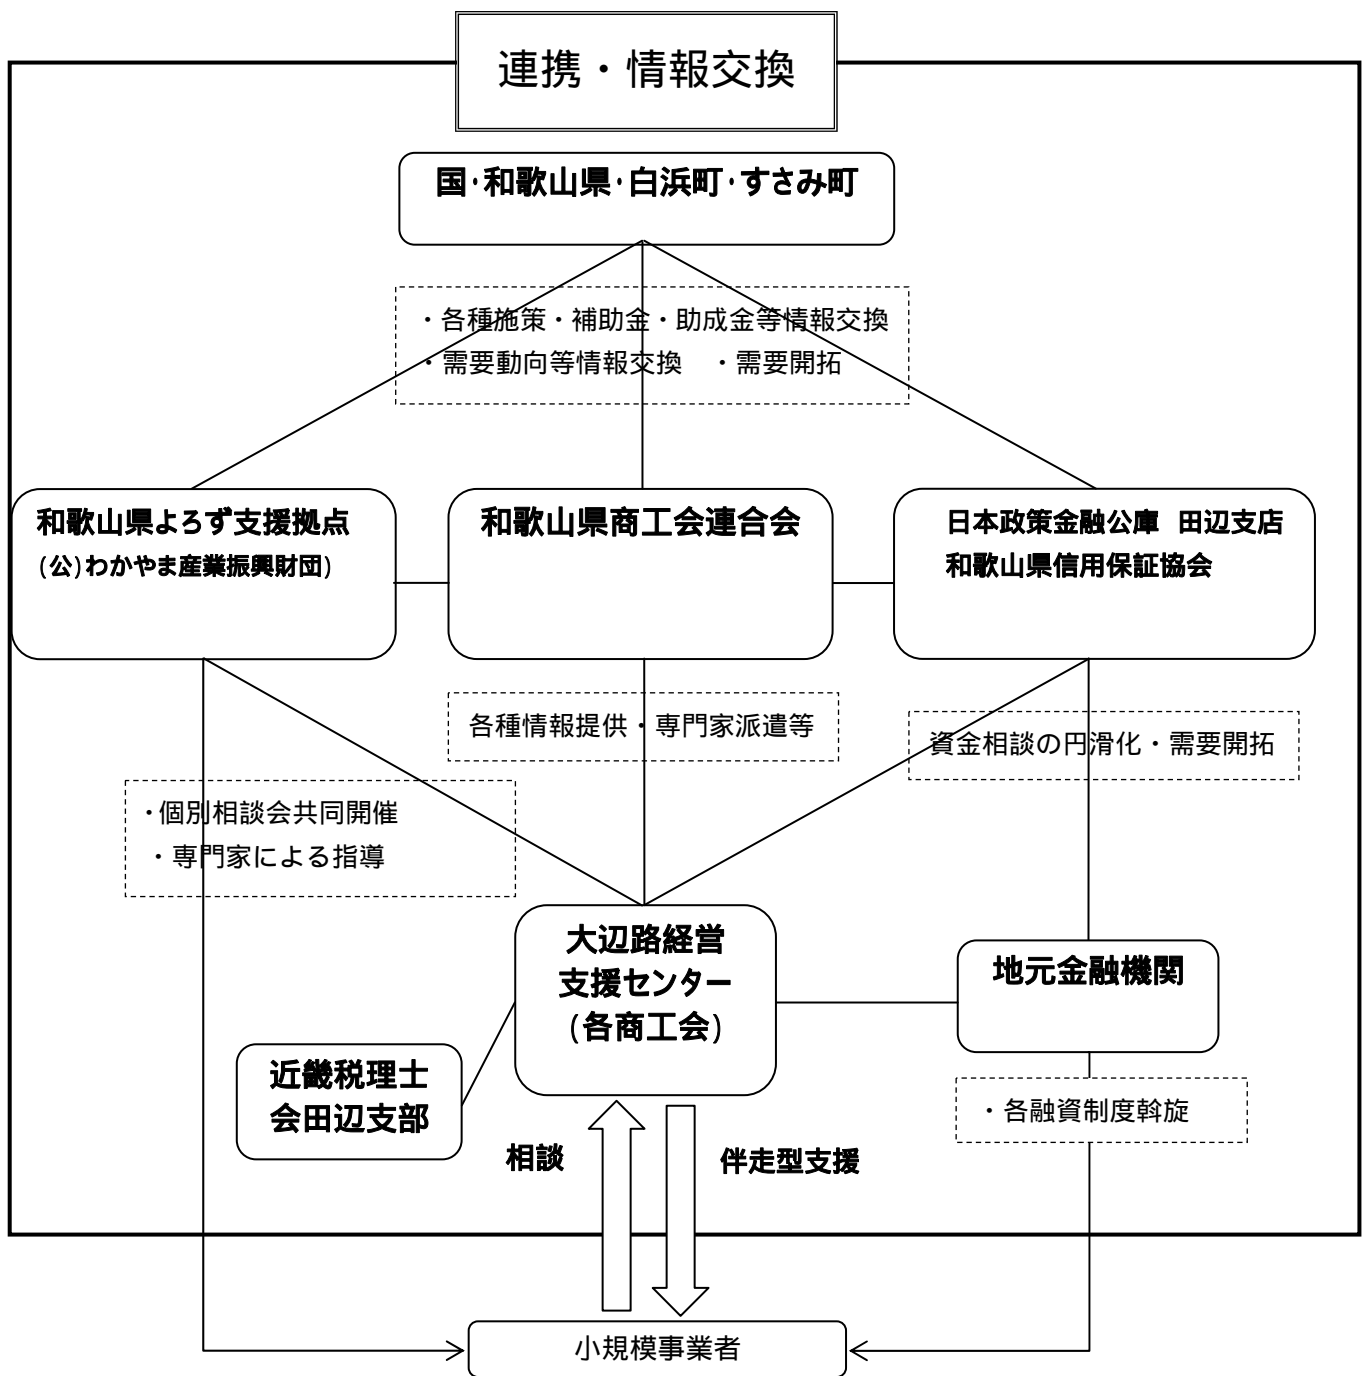 連携・情報交換
国・和歌山県・白浜町・すさみ町
・各種施策・補助金・助成金等情報交換
・需要動向等情報交換　・需要開拓
和歌山県よろず支援拠点
(公)わかやま産業振興財団)
和歌山県商工会連合会
日本政策金融公庫　田辺支店
和歌山県信用保証協会
各種情報提供・専門家派遣等
資金相談の円滑化・需要開拓
・個別相談会共同開催
・専門家による指導
大辺路経営
支援センター
(各商工会)
地元金融機関
近畿税理士
会田辺支部
・各融資制度斡旋
相談
伴走型支援
小規模事業者